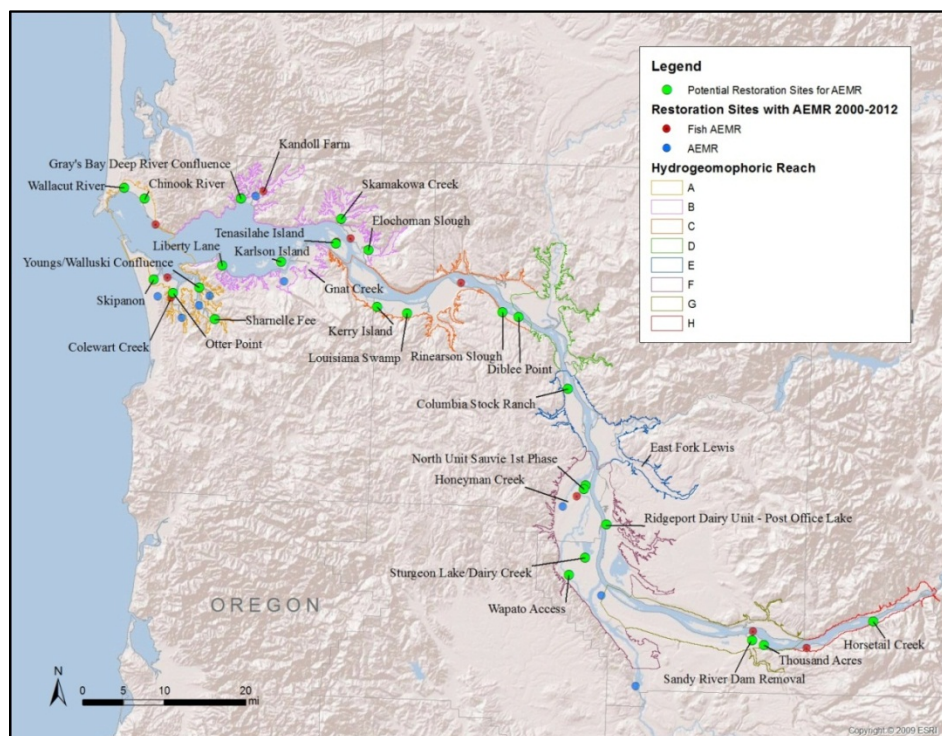 Legend
Potential Restoration Sites for AEMR
Restoration Sites with AEMR 2000-2012
Fish AEMR
AEMR
Hydrogeomophoric Reach
A
B
C
D
E
F
G
H
Kandoll Farm
Gray's Bay Deep River Confluence
Wallacut River
Chinook River
Skamakowa Creek
Elochoman Slough
Tenasilahe Island
Liberty Lane
Karlson Island
Youngs/Walluski Confluence
Gnat Creek
Skipanon
Sharnelle Fee
Colewart Creek
Otter Point
Kerry Island
Louisiana Swamp
Rinearson Slough
Diblee Point
Columbia Stock Ranch
East Fork Lewis
North Unit Sauvie 1st Phase
Honeyman Creek
Ridgeport Dairy Unit - Post Office Lake
Sturgeon Lake/Dairy Creek
Wapato Access
OREGON
Horsetail Creek
Thousand Acres
Sandy River Dam Removal
N
0 5 10 20
mi
Copyright © 2009 ESRI